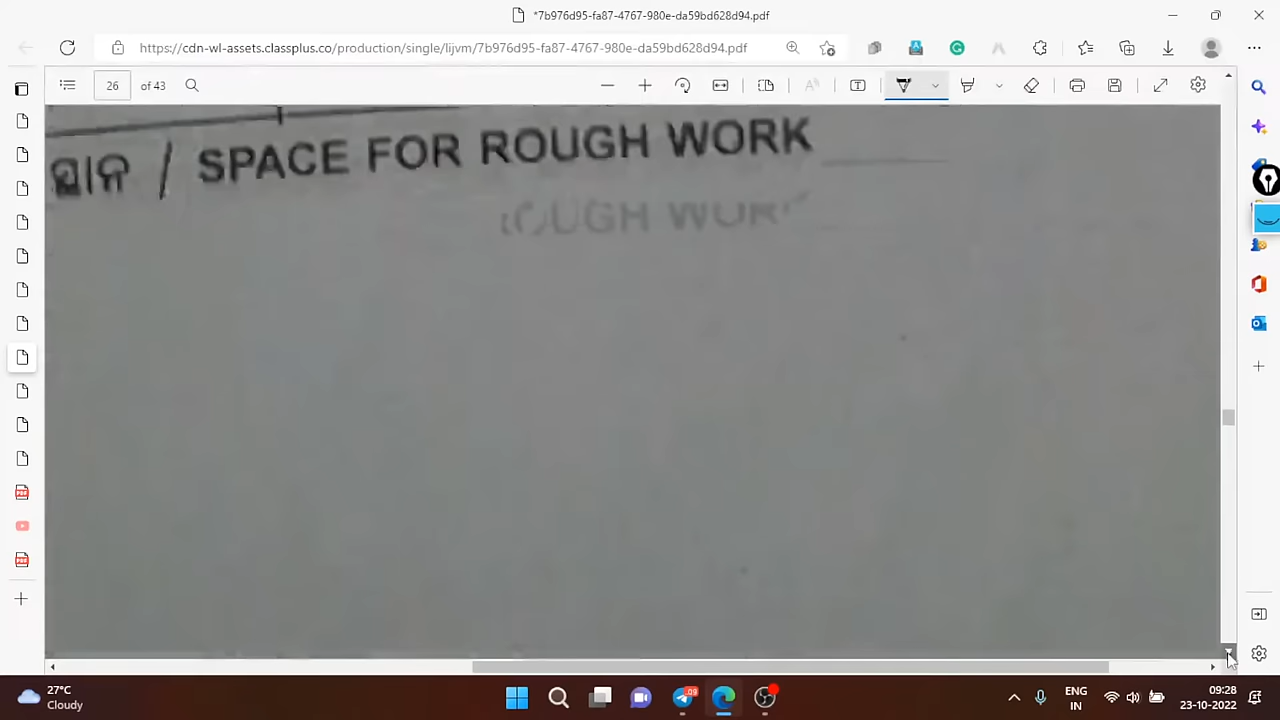 *7b976d95-fa87-4767-980e-da59bd628d94.pdf
https://cdn-wl-assets.classplus.co/production/single/lijvm/7b976d95-fa87-4767-980e-da59bd628d94.pdf
26 of 43
ସ୍ଥାନ / SPACE FOR ROUGH WORK
27°C
Cloudy
.09
ENG
IN
09:28
23-10-2022